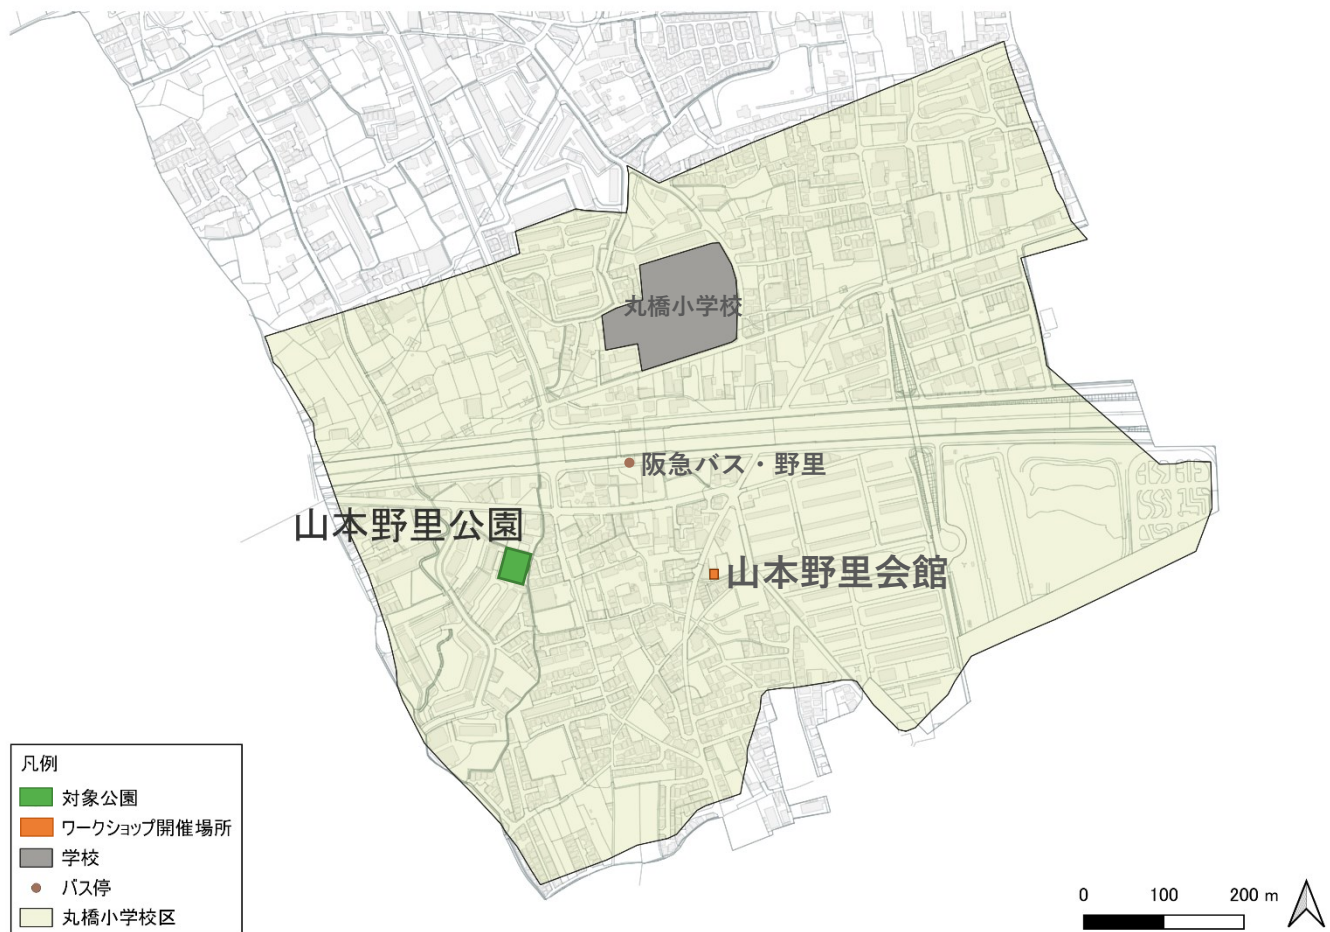 丸橋小学校
阪急バス・野里
山本野里公園
山本野里会館
凡例
対象公園
ワークショップ開催場所
学校
バス停
丸橋小学校区
0 100 200 m